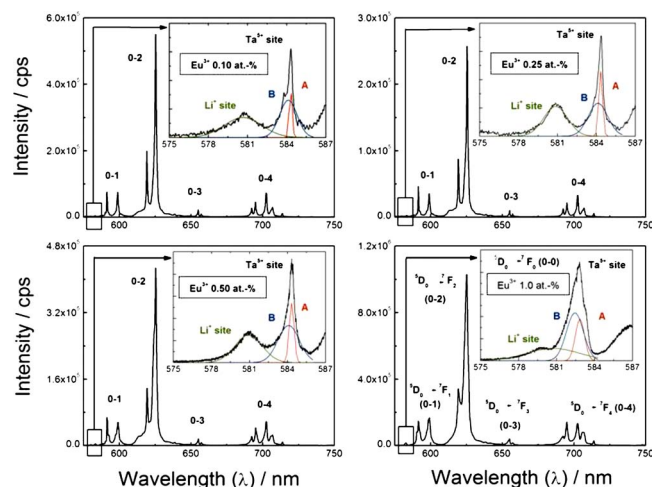 6.0x10⁵
4.0x10⁵
2.0x10⁵
0.0
0-2
0-1
0-3
0-4
Ta⁵⁺ site
Eu³⁺ 0.10 at.-%
Li⁺ site
B
A
575
578
581
584
587
600
650
700
750
3.0x10⁵
2.0x10⁵
1.0x10⁵
0.0
0-2
0-1
0-3
0-4
Ta⁵⁺ site
Eu³⁺ 0.25 at.-%
Li⁺ site
B
A
575
578
581
584
587
600
650
700
750
4.8x10⁵
3.2x10⁵
1.6x10⁵
0.0
0-2
0-1
0-3
0-4
Ta⁵⁺ site
Eu³⁺ 0.50 at.-%
Li⁺ site
B
A
575
578
581
584
587
600
650
700
750
1.2x10⁶
8.0x10⁵
4.0x10⁵
0.0
⁵D₀ - ⁷F₀ (0-0)
Ta⁵⁺ site
Eu³⁺ 1.0 at.-%
Li⁺ site
B
A
575
578
581
584
587
⁵D₀ - ⁷F₂
(0-2)
⁵D₀ - ⁷F₁
(0-1)
⁵D₀ - ⁷F₃
(0-3)
⁵D₀ - ⁷F₄ (0-4)
600
650
700
750
Intensity / cps
Intensity / cps
Wavelength (λ) / nm
Wavelength (λ) / nm